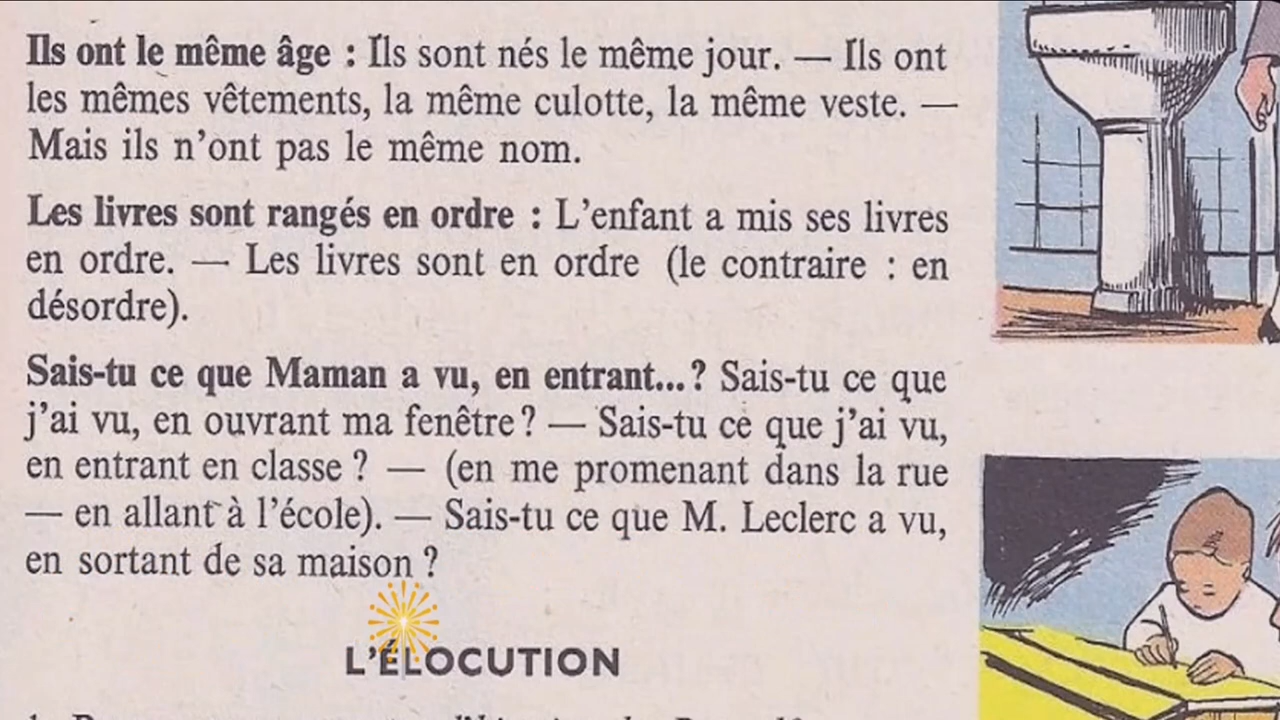 Ils ont le même âge : Ils sont nés le même jour. — Ils ont
les mêmes vêtements, la même culotte, la même veste. —
Mais ils n'ont pas le même nom.
Les livres sont rangés en ordre : L'enfant a mis ses livres
en ordre. — Les livres sont en ordre (le contraire : en
désordre).
Sais-tu ce que Maman a vu, en entrant...? Sais-tu ce que
j'ai vu, en ouvrant ma fenêtre ? — Sais-tu ce que j'ai vu,
en entrant en classe ? — (en me promenant dans la rue
— en allant à l'école). — Sais-tu ce que M. Leclerc a vu,
en sortant de sa maison ?
L'ÉLOCUTION